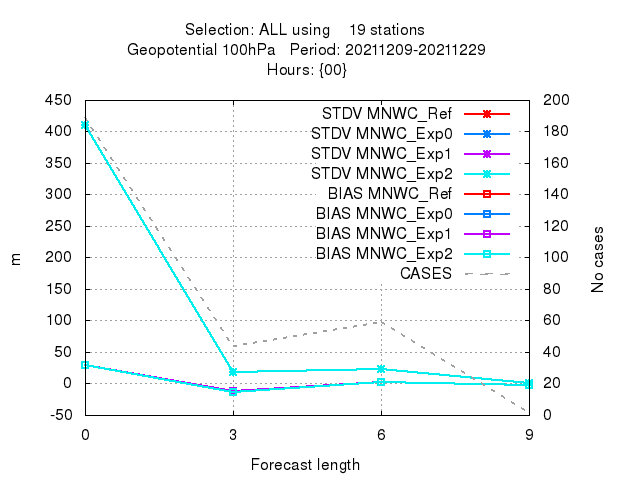 Selection: ALL using    19 stations
Geopotential 100hPa   Period: 20211209-20211229
Hours: {00}
450 200
400 180
350 160
300 140
250 120
200 100
150 80
100 60
50 40
0 20
-50 0
m
No cases
STDV MNWC_Ref
STDV MNWC_Exp0
STDV MNWC_Exp1
STDV MNWC_Exp2
BIAS MNWC_Ref
BIAS MNWC_Exp0
BIAS MNWC_Exp1
BIAS MNWC_Exp2
CASES
0 3 6 9
Forecast length